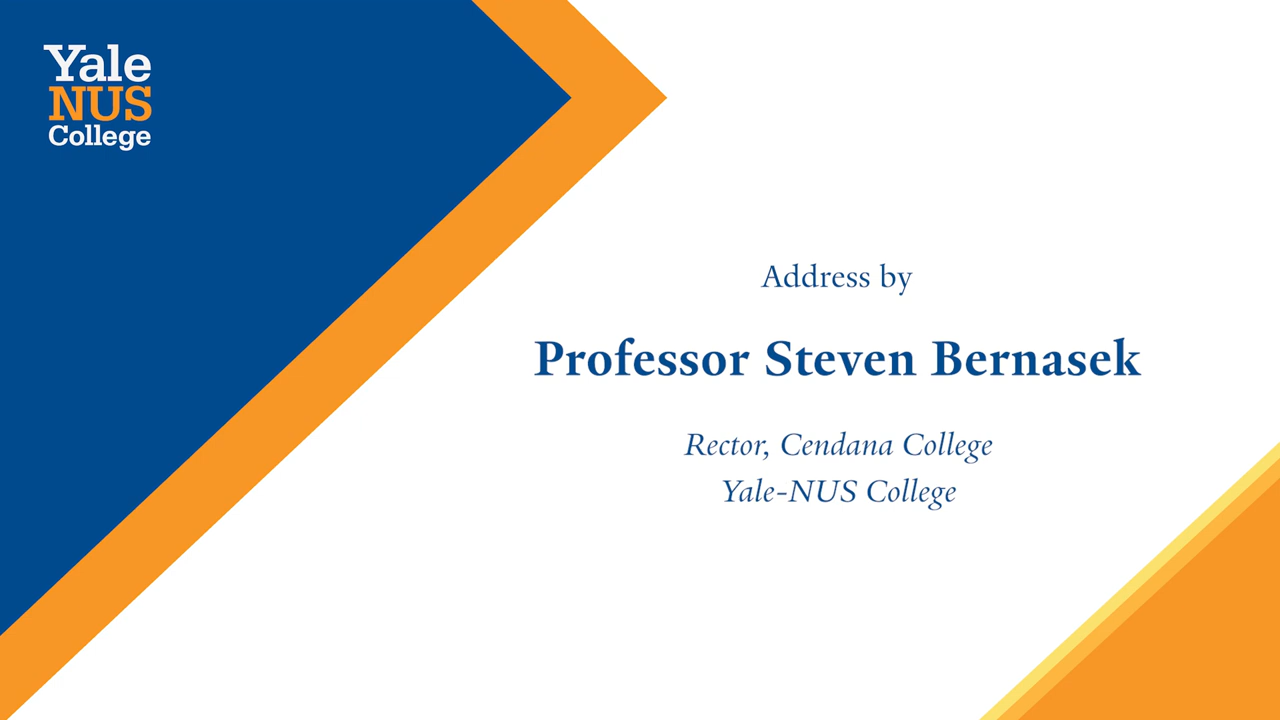 Yale
NUS
College
Address by
Professor Steven Bernasek
Rector, Cendana College
Yale-NUS College